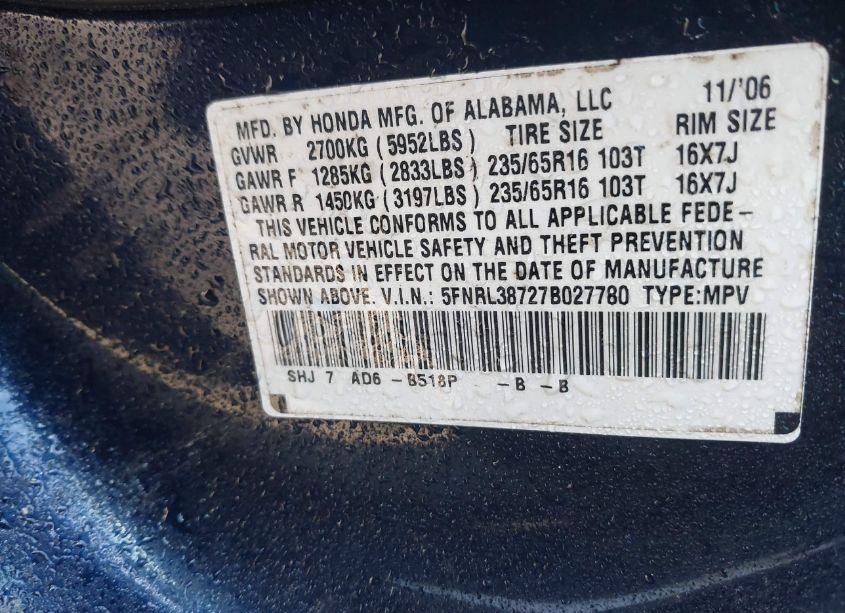 MFD. BY HONDA MFG. OF ALABAMA, LLC 11/'06
GVWR 2700KG ( 5952LBS ) TIRE SIZE RIM SIZE
GAWR F 1285KG ( 2833LBS ) 235/65R16 103T 16X7J
GAWR R 1450KG ( 3197LBS ) 235/65R16 103T 16X7J
THIS VEHICLE CONFORMS TO ALL APPLICABLE FEDE-
RAL MOTOR VEHICLE SAFETY AND THEFT PREVENTION
STANDARDS IN EFFECT ON THE DATE OF MANUFACTURE
SHOWN ABOVE. V.I.N.: 5FNRL38727B027780 TYPE:MPV
SHJ 7 AD6 -B518P -B -B